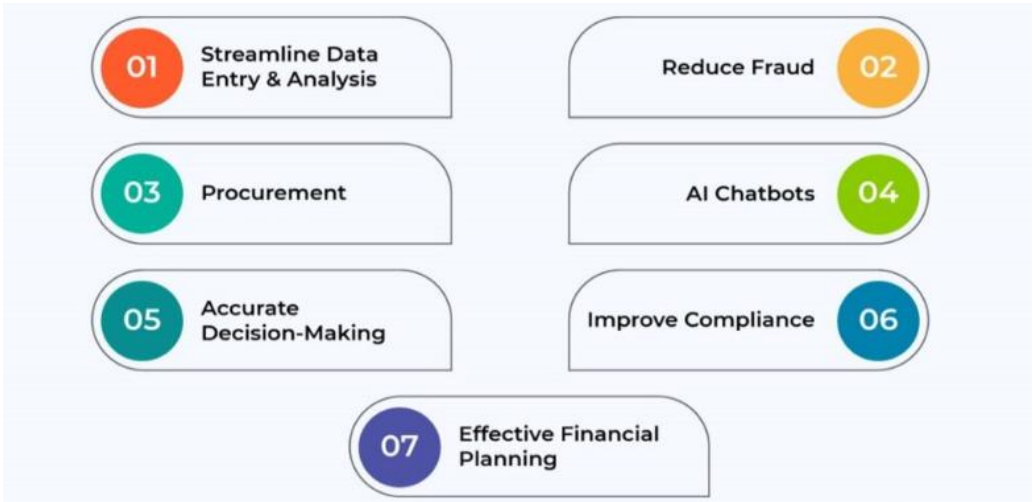 01
Streamline Data
Entry & Analysis
Reduce Fraud
02
03
Procurement
AI Chatbots
04
05
Accurate
Decision-Making
Improve Compliance
06
07
Effective Financial
Planning